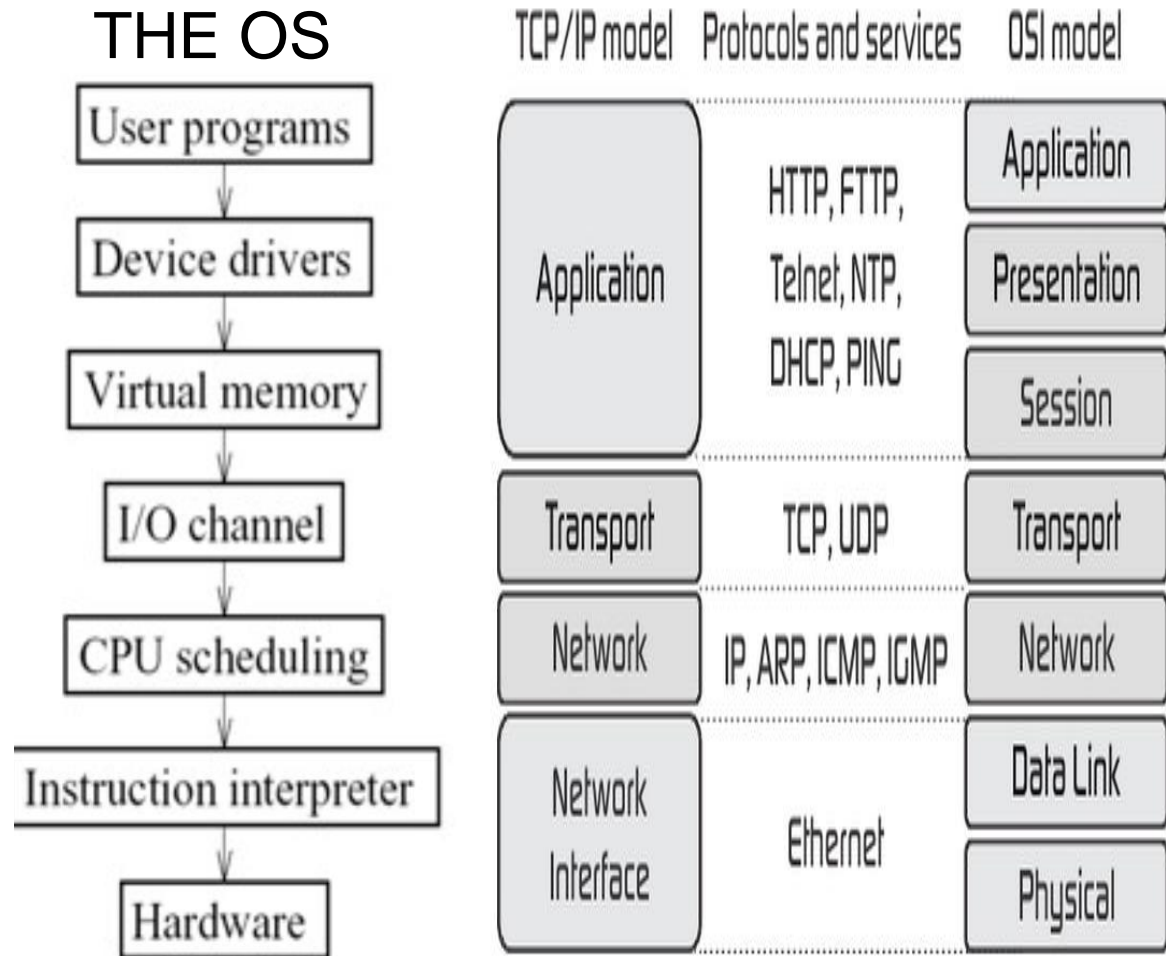 THE OS
User programs
Device drivers
Virtual memory
I/O channel
CPU scheduling
Instruction interpreter
Hardware
TCP/IP model
Protocols and services
OSI model
Application
HTTP, FTTP,
Telnet, NTP,
DHCP, PING
Application
Presentation
Session
Transport
TCP, UDP
Transport
Network
IP, ARP, ICMP, IGMP
Network
Network
Interface
Ethernet
Data Link
Physical